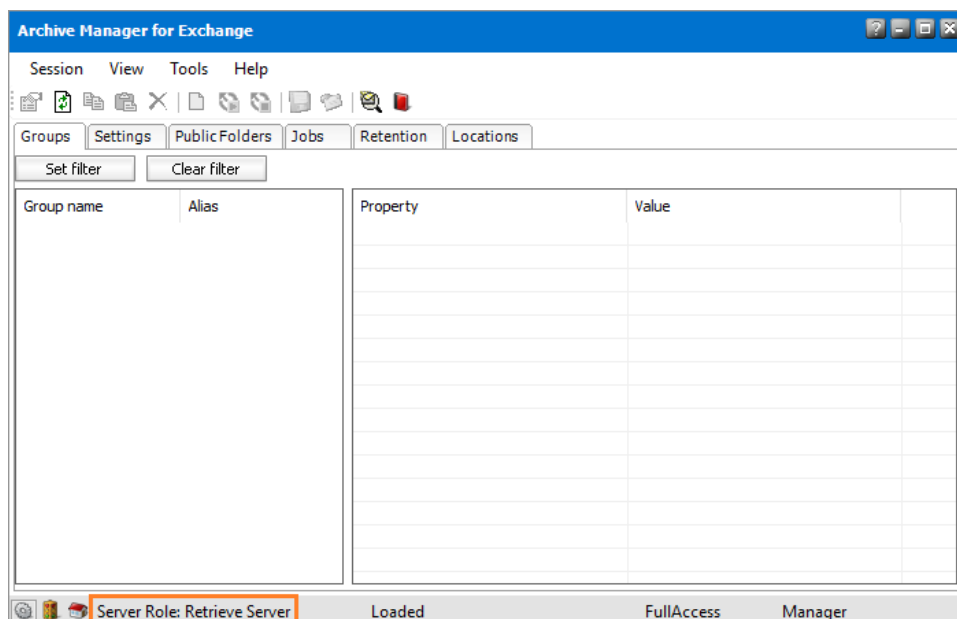 Archive Manager for Exchange
Session View Tools Help
Groups Settings Public Folders Jobs Retention Locations
Set filter Clear filter
Group name Alias Property Value
Server Role: Retrieve Server Loaded FullAccess Manager